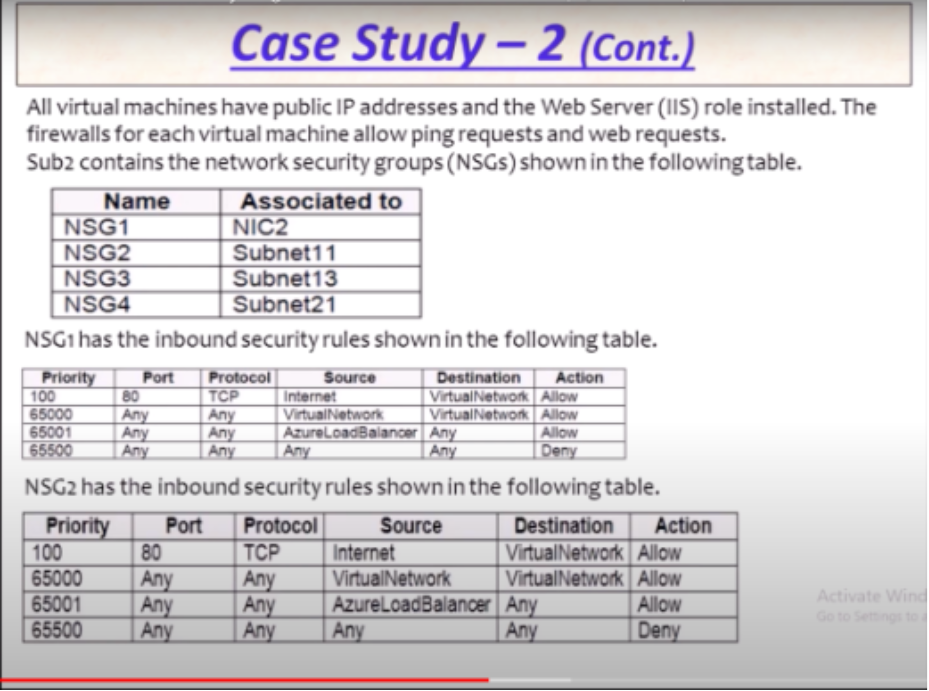 Case Study – 2 (Cont.)
All virtual machines have public IP addresses and the Web Server (IIS) role installed. The
firewalls for each virtual machine allow ping requests and web requests.
Sub2 contains the network security groups (NSGs) shown in the following table.
Name Associated to
NSG1 NIC2
NSG2 Subnet11
NSG3 Subnet13
NSG4 Subnet21
NSG1 has the inbound security rules shown in the following table.
Priority Port Protocol Source Destination Action
100 80 TCP Internet VirtualNetwork Allow
65000 Any Any VirtualNetwork VirtualNetwork Allow
65001 Any Any AzureLoadBalancer Any Allow
65500 Any Any Any Any Deny
NSG2 has the inbound security rules shown in the following table.
Priority Port Protocol Source Destination Action
100 80 TCP Internet VirtualNetwork Allow
65000 Any Any VirtualNetwork VirtualNetwork Allow
65001 Any Any AzureLoadBalancer Any Allow
65500 Any Any Any Any Deny
Activate Wind
Go to Settings to